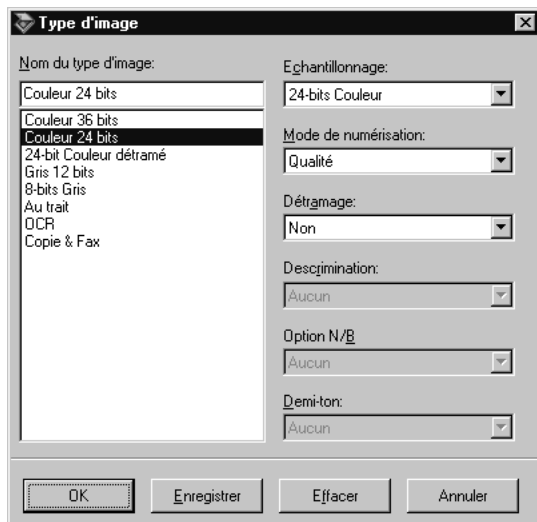 Type d'image
Nom du type d'image:
Couleur 24 bits
Couleur 36 bits
Couleur 24 bits
24-bit Couleur détramé
Gris 12 bits
8-bits Gris
Au trait
OCR
Copie & Fax
Echantillonnage:
24-bits Couleur
Mode de numérisation:
Qualité
Détramage:
Non
Descrimination:
Aucun
Option N/B
Aucun
Demi-ton:
Aucun
OK
Enregistrer
Effacer
Annuler